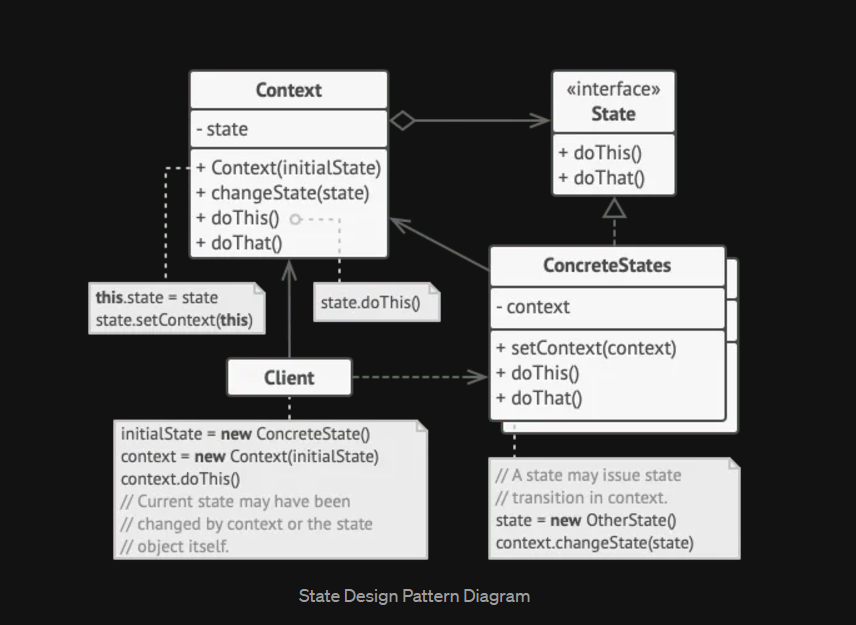 Context
- state
+ Context(initialState)
+ changeState(state)
+ doThis()
+ doThat()
«interface»
State
+ doThis()
+ doThat()
this.state = state
state.setContext(this)
state.doThis()
ConcreteStates
- context
+ setContext(context)
+ doThis()
+ doThat()
Client
initialState = new ConcreteState()
context = new Context(initialState)
context.doThis()
// Current state may have been
// changed by context or the state
// object itself.
// A state may issue state
// transition in context.
state = new OtherState()
context.changeState(state)
State Design Pattern Diagram